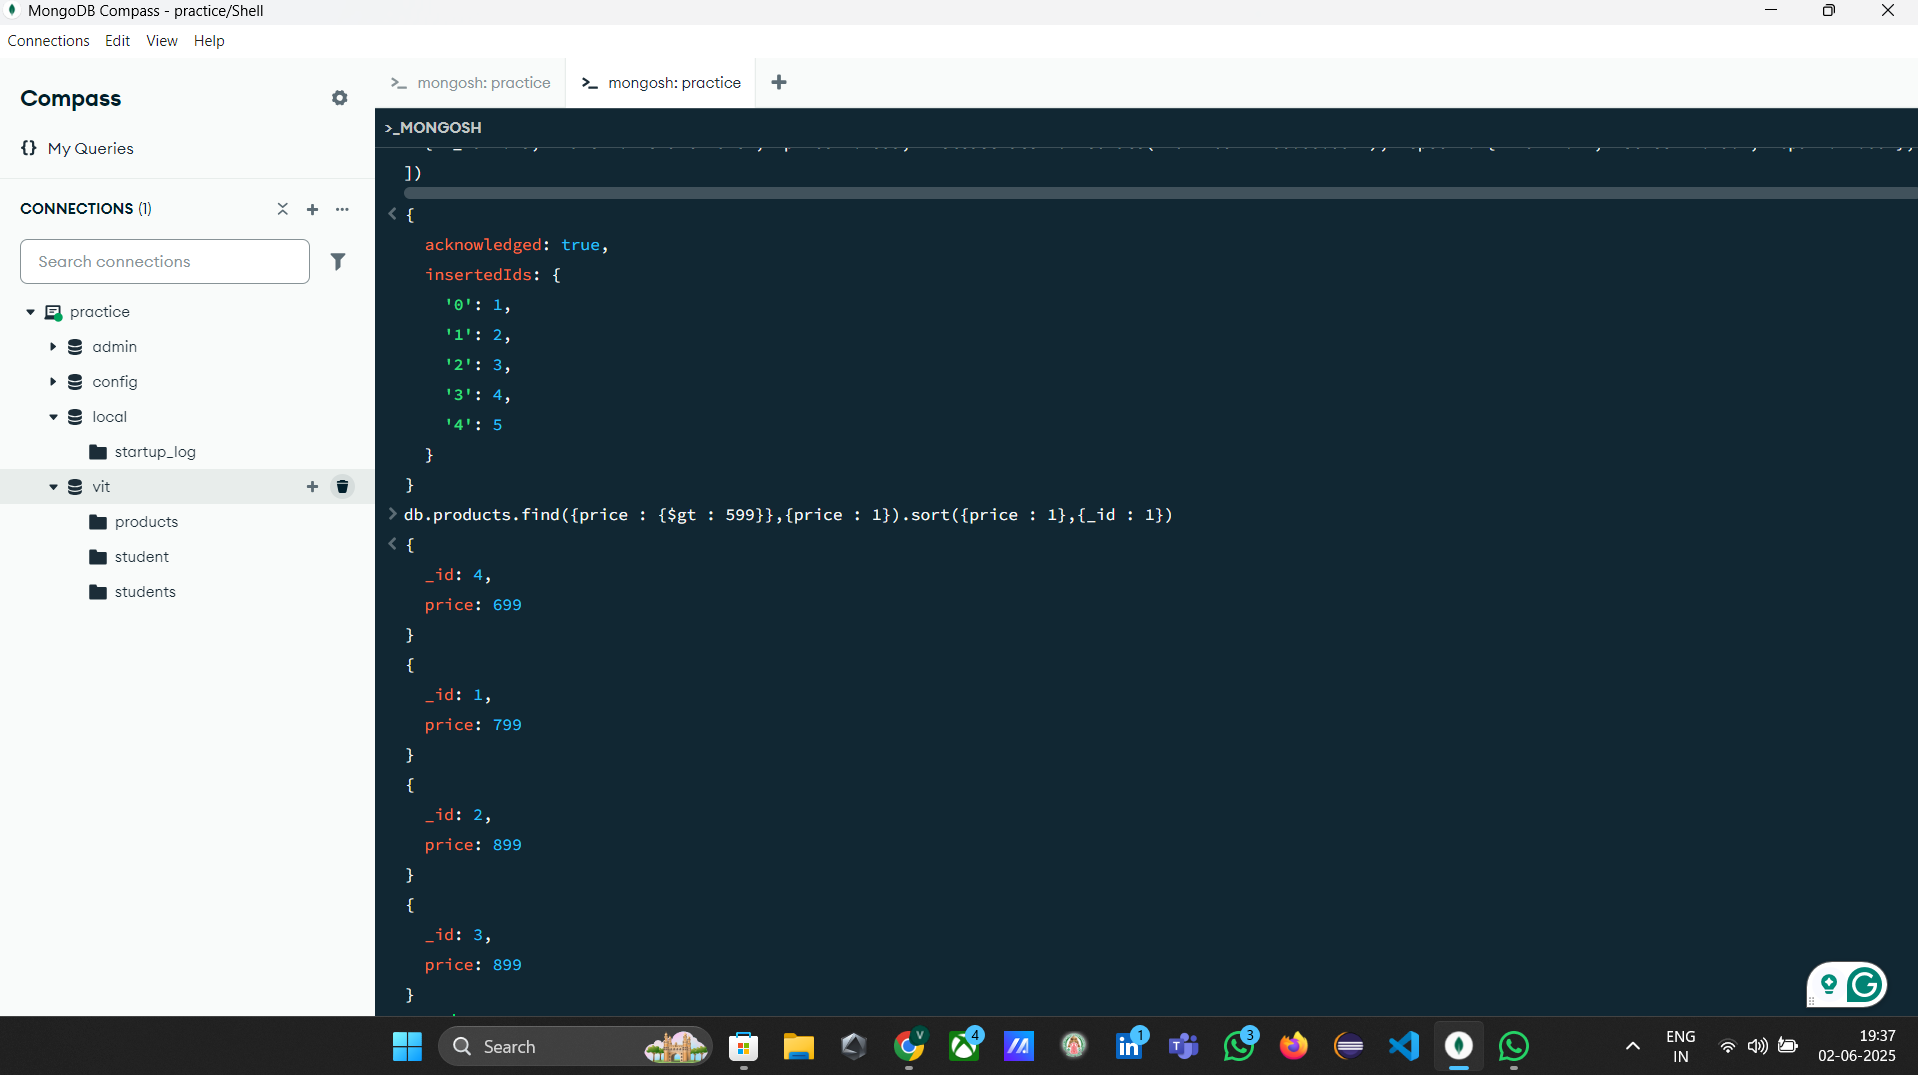 MongoDB Compass - practice/Shell
Connections Edit View Help
Compass
{} My Queries
CONNECTIONS (1)
Search connections
practice
admin
config
local
startup_log
vit
products
student
students
>_ mongosh: practice
>_ mongosh: practice
>_MONGOSH
])
{
acknowledged: true,
insertedIds: {
'0': 1,
'1': 2,
'2': 3,
'3': 4,
'4': 5
}
}
db.products.find({price : {$gt : 599}},{price : 1}).sort({price : 1},{_id : 1})
{
_id: 4,
price: 699
}
{
_id: 1,
price: 799
}
{
_id: 2,
price: 899
}
{
_id: 3,
price: 899
}
Search
V
4
1
3
ENG
IN
19:37
02-06-2025